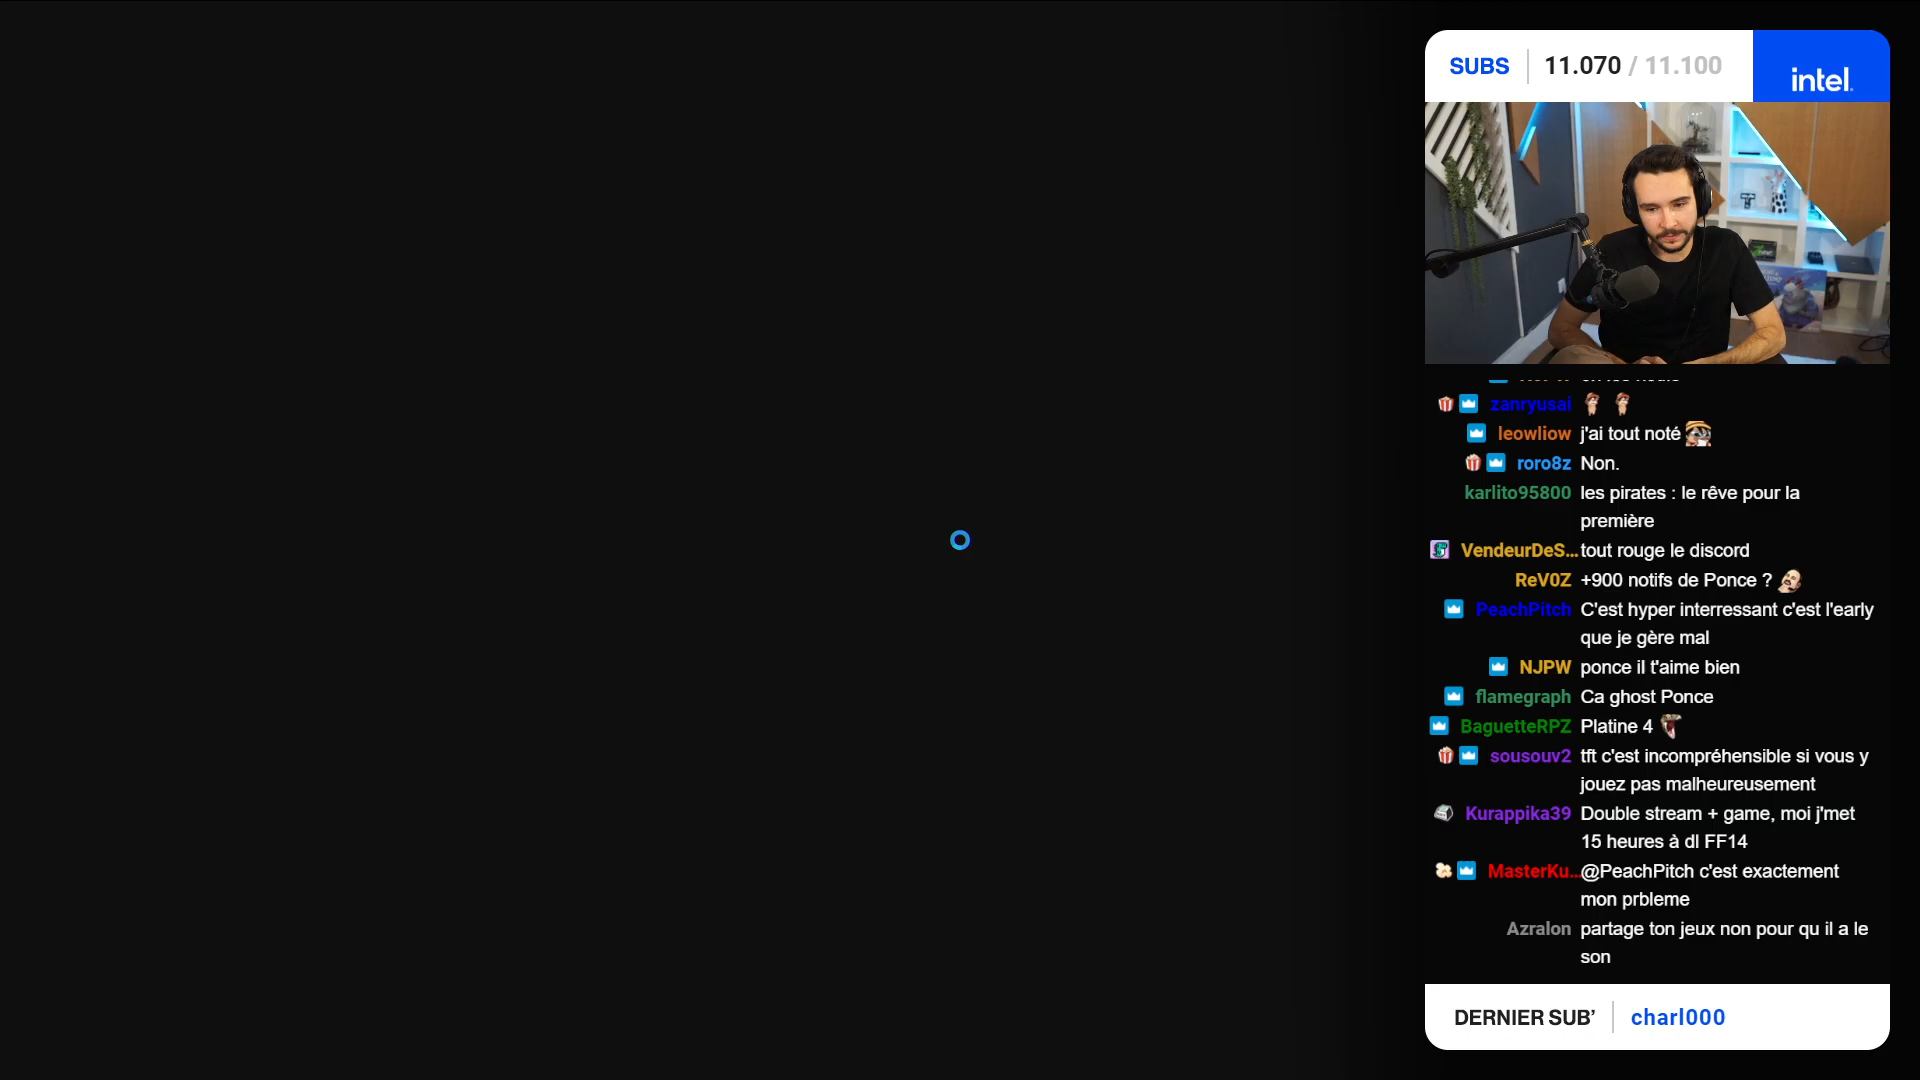 SUBS 11.070 / 11.100 intel.
zanryusai
leowliow j'ai tout noté
roro8z Non.
karlito95800 les pirates : le rêve pour la
première
VendeurDeS... tout rouge le discord
ReV0Z +900 notifs de Ponce ?
PeachPitch C'est hyper interressant c'est l'early
que je gère mal
NJPW ponce il t'aime bien
flamegraph Ca ghost Ponce
BaguetteRPZ Platine 4
sousouv2 tft c'est incompréhensible si vous y
jouez pas malheureusement
Kurappika39 Double stream + game, moi j'met
15 heures à dl FF14
MasterKu... @PeachPitch c'est exactement
mon prbleme
Azralon partage ton jeux non pour qu il a le
son
DERNIER SUB' charl000